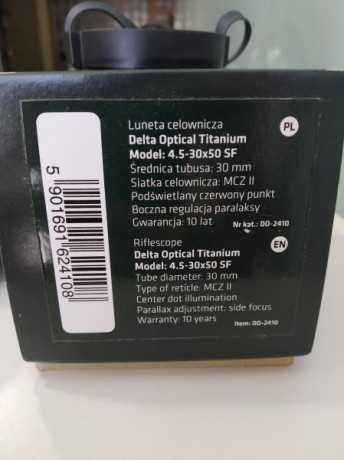 Luneta celownicza
PL
Delta Optical Titanium
Model: 4.5-30x50 SF
Średnica tubusa: 30 mm
Siatka celownicza: MCZ II
Podświetlany czerwony punkt
Boczna regulacja paralaksy
Gwarancja: 10 lat
Nr kat.: DO-2410
Riflescope
EN
Delta Optical Titanium
Model: 4.5-30x50 SF
Tube diameter: 30 mm
Type of reticle: MCZ II
Center dot illumination
Parallax adjustment: side focus
Warranty: 10 years
Item: DO-2410
5 901691 624108